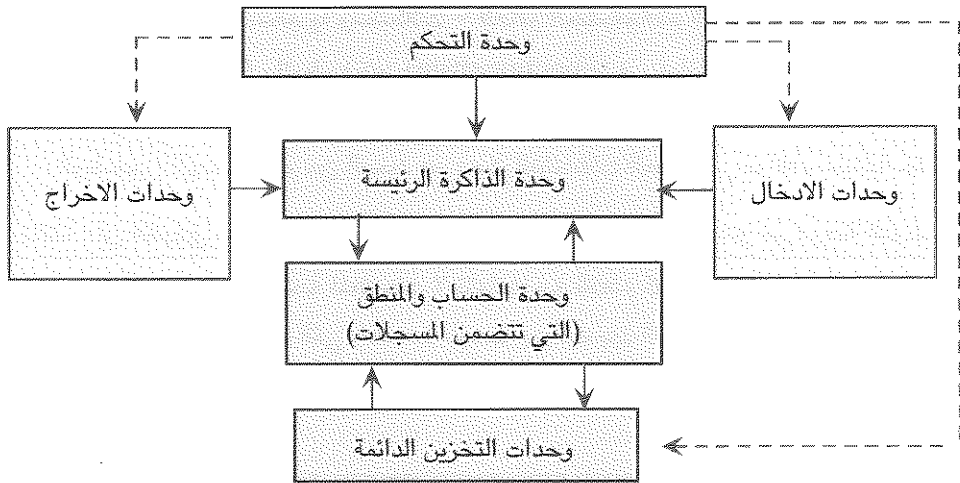 وحدة التحكم
وحدات الادخال
وحدة الذاكرة الرئيسة
وحدات الاخراج
وحدة الحساب والمنطق
(التي تتضمن المسجلات)
وحدات التخزين الدائمة